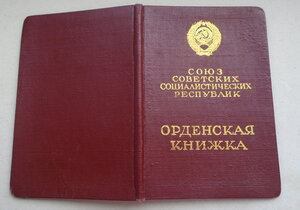 СОЮЗ
СОВЕТСКИХ
СОЦИАЛИСТИЧЕСКИХ
РЕСПУБЛИК
ОРДЕНСКАЯ
КНИЖКА